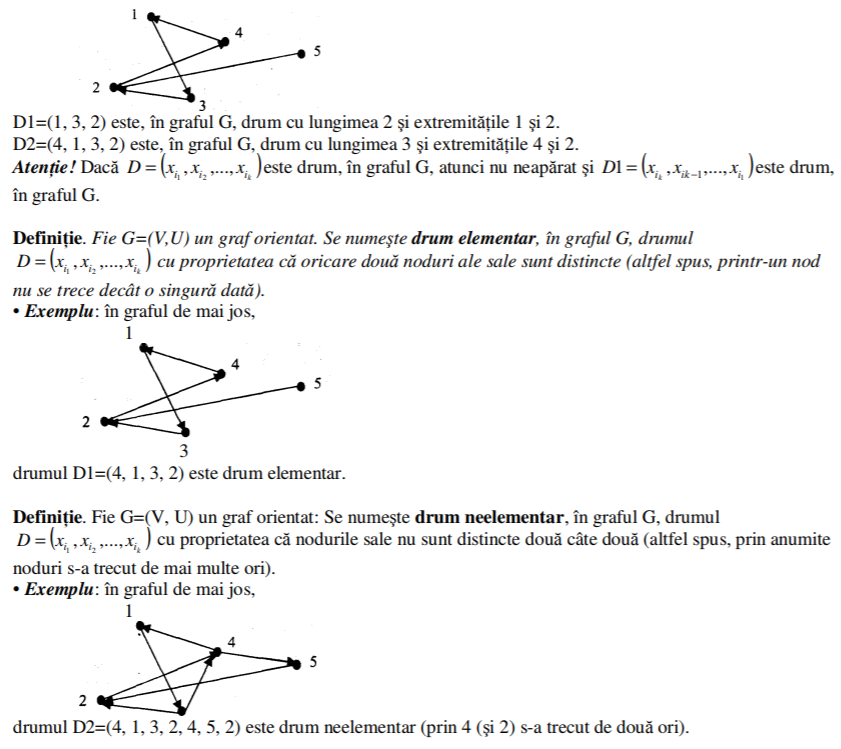 1
4
5
2
3
D1=(1, 3, 2) este, în graful G, drum cu lungimea 2 şi extremităţile 1 şi 2.
D2=(4, 1, 3, 2) este, în graful G, drum cu lungimea 3 şi extremităţile 4 şi 2.
Atenţie! Dacă D = (x_{i_1}, x_{i_2},..., x_{i_k}) este drum, în graful G, atunci nu neapărat şi D1 = (x_{i_k}, x_{ik-1},..., x_{i_1}) este drum,
în graful G.
Definiţie. Fie G=(V,U) un graf orientat. Se numeşte drum elementar, în graful G, drumul
D = (x_{i_1}, x_{i_2},..., x_{i_k}) cu proprietatea că oricare două noduri ale sale sunt distincte (altfel spus, printr-un nod
nu se trece decât o singură dată).
• Exemplu: în graful de mai jos,
1
4
5
2
3
drumul D1=(4, 1, 3, 2) este drum elementar.
Definiţie. Fie G=(V, U) un graf orientat: Se numeşte drum neelementar, în graful G, drumul
D = (x_{i_1}, x_{i_2},..., x_{i_k}) cu proprietatea că nodurile sale nu sunt distincte două câte două (altfel spus, prin anumite
noduri s-a trecut de mai multe ori).
• Exemplu: în graful de mai jos,
1
4
5
2
drumul D2=(4, 1, 3, 2, 4, 5, 2) este drum neelementar (prin 4 (şi 2) s-a trecut de două ori).